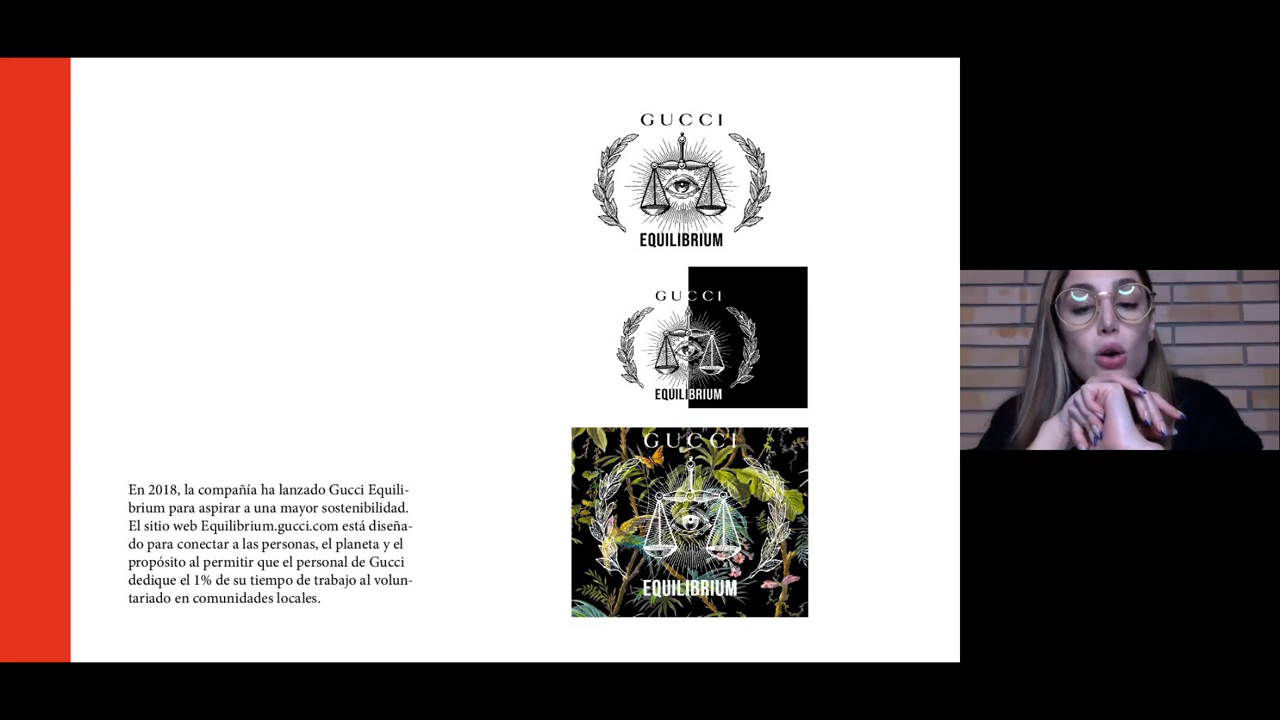 GUCCI
EQUILIBRIUM
GUCCI
EQUILIBRIUM
GUCCI
EQUILIBRIUM
En 2018, la compañía ha lanzado Gucci Equili-
brium para aspirar a una mayor sostenibilidad.
El sitio web Equilibrium.gucci.com está diseña-
do para conectar a las personas, el planeta y el
propósito al permitir que el personal de Gucci
dedique el 1% de su tiempo de trabajo al volun-
tariado en comunidades locales.